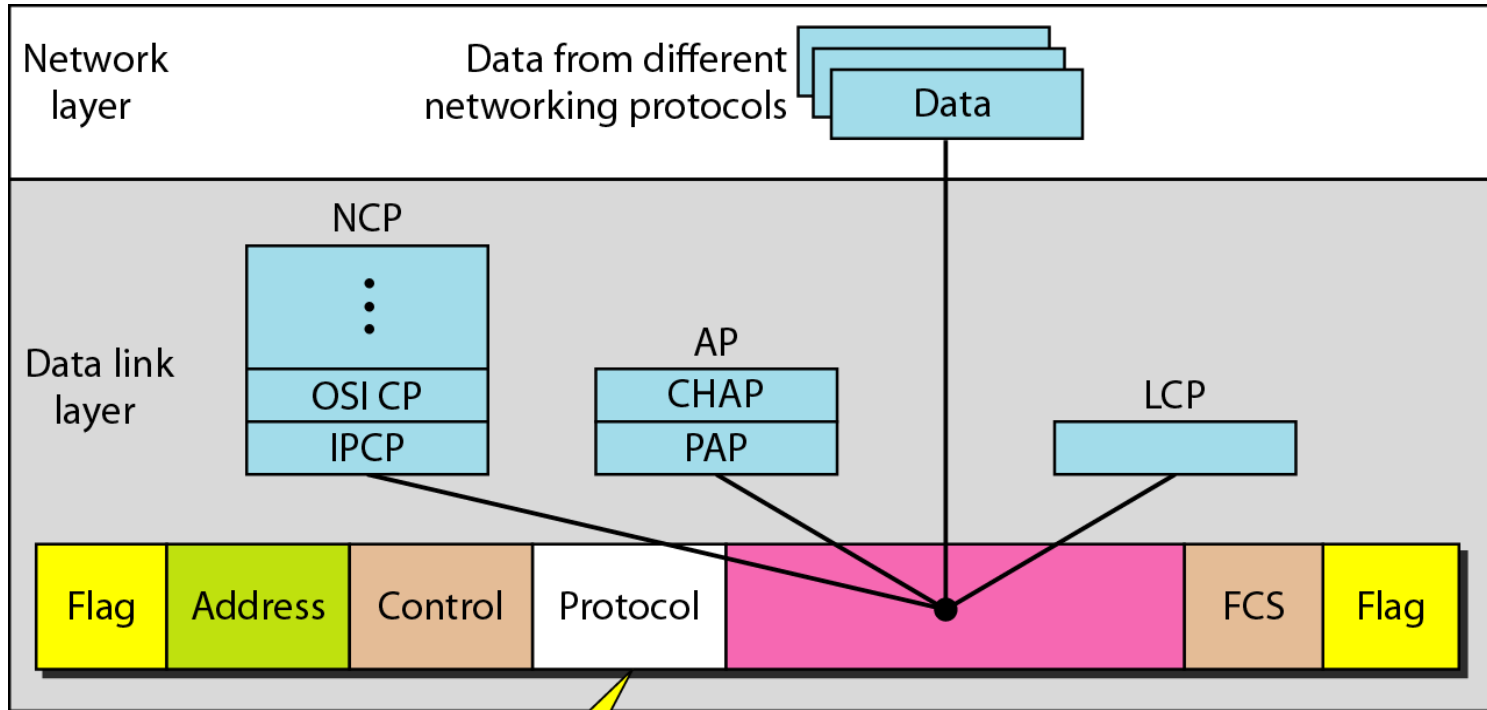 Network
layer
Data from different
networking protocols
Data
NCP
Data link
layer
OSI CP
IPCP
AP
CHAP
PAP
LCP
Flag
Address
Control
Protocol
FCS
Flag